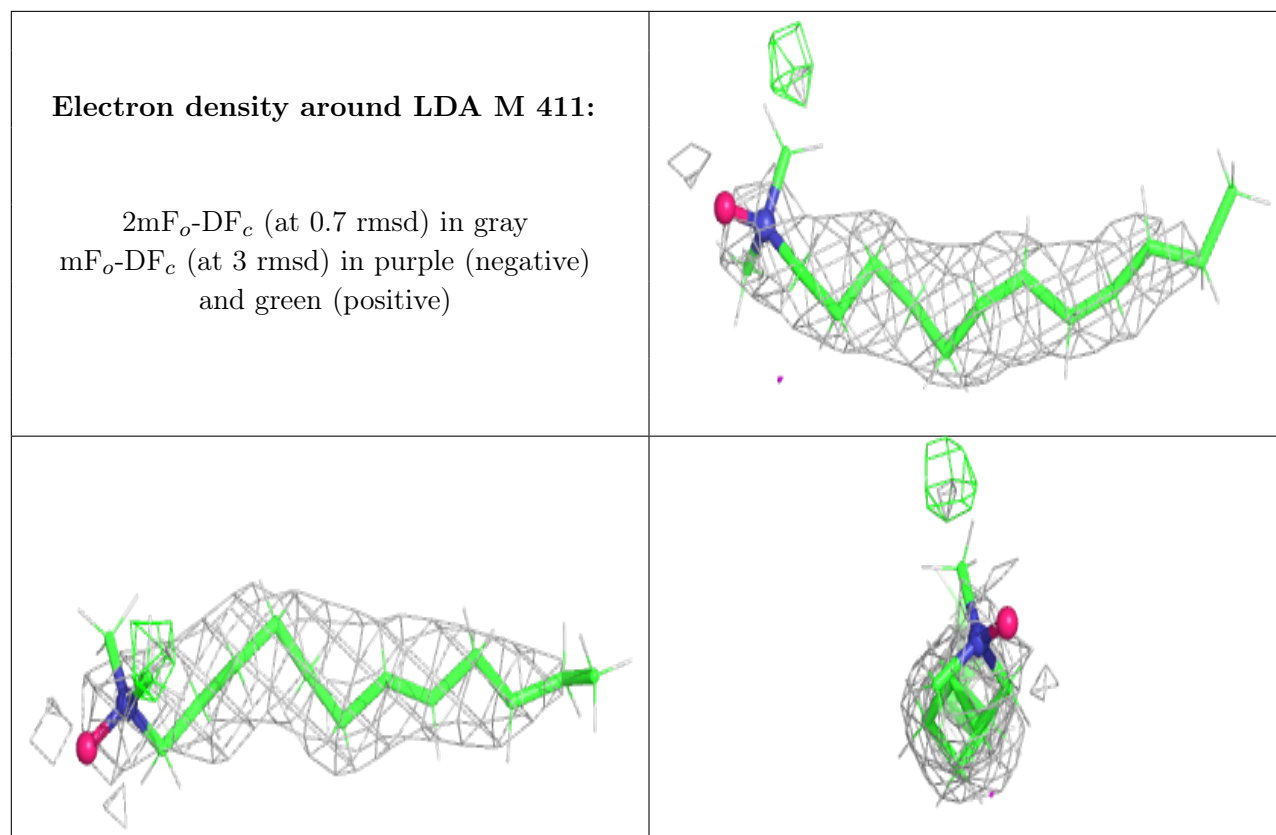 Electron density around LDA M 411:
2mFₒ-DF𝒸 (at 0.7 rmsd) in gray
mFₒ-DF𝒸 (at 3 rmsd) in purple (negative)
and green (positive)